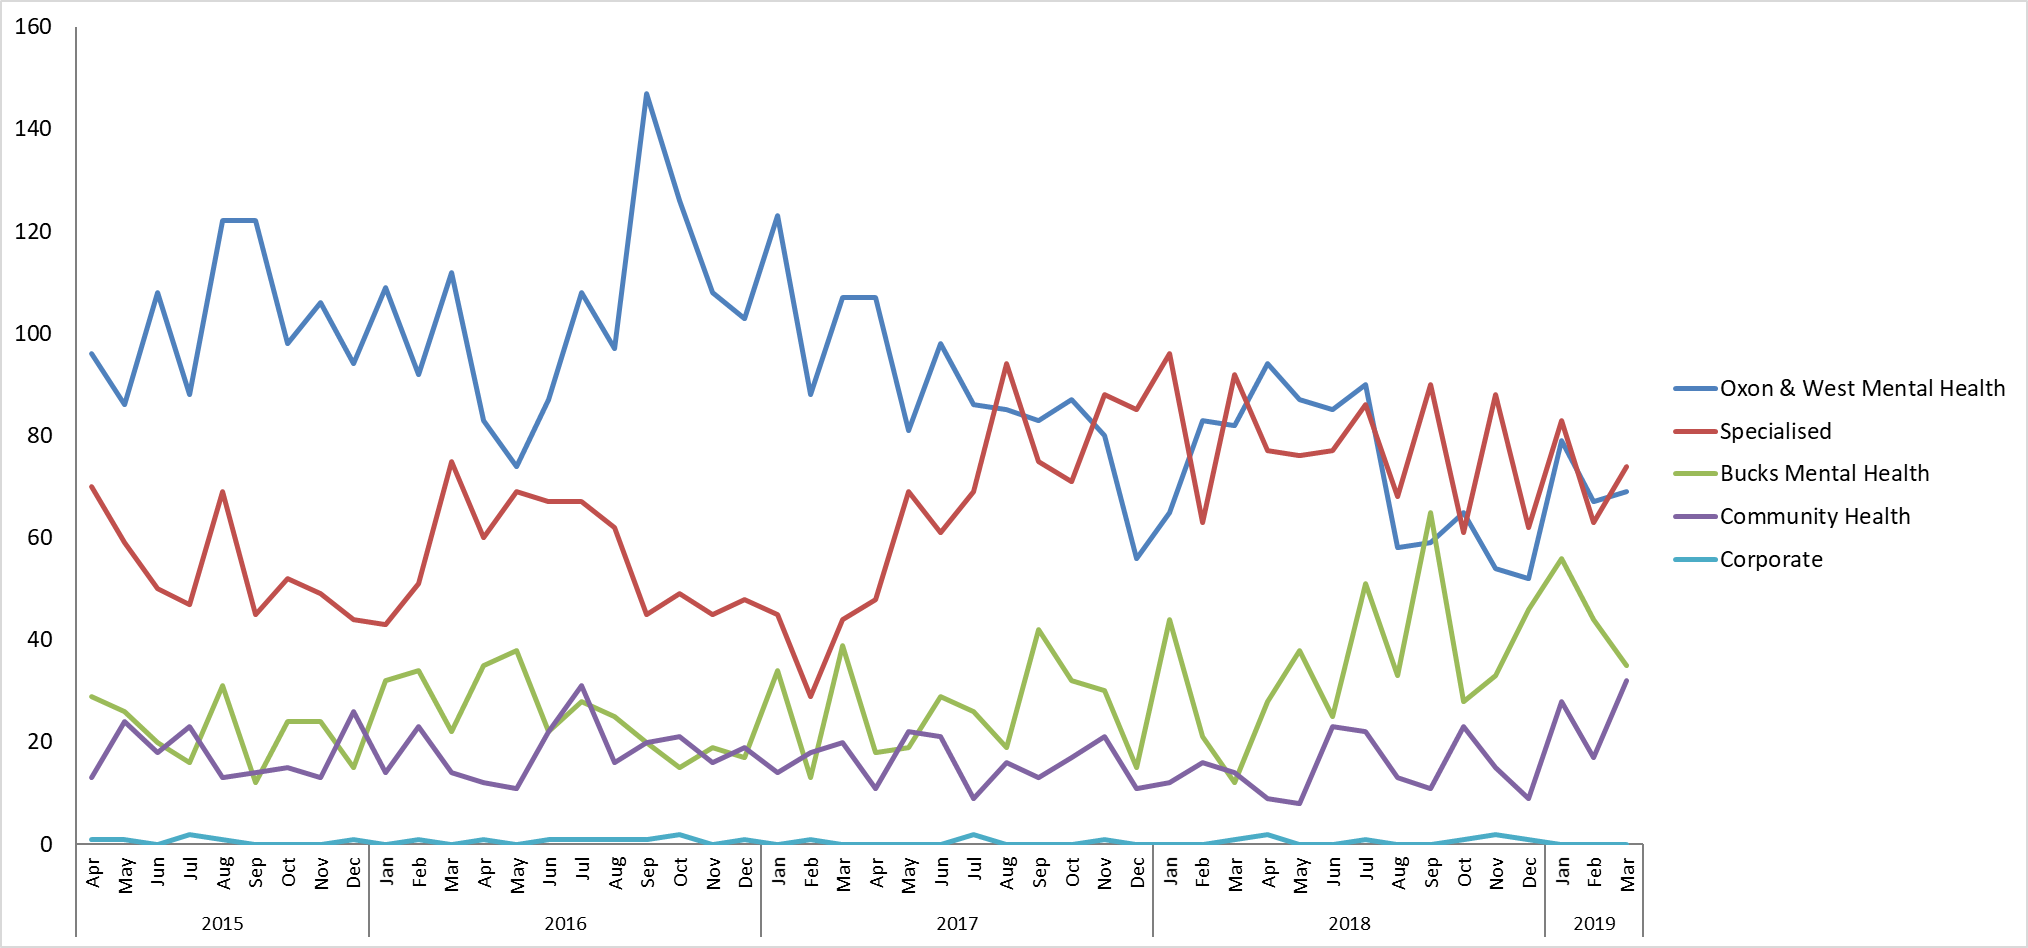 160
140
120
100
80
60
40
20
0
Oxon & West Mental Health
Specialised
Bucks Mental Health
Community Health
Corporate
Apr May Jun Jul Aug Sep Oct Nov Dec Jan Feb Mar Apr May Jun Jul Aug Sep Oct Nov Dec Jan Feb Mar Apr May Jun Jul Aug Sep Oct Nov Dec Jan Feb Mar Apr May Jun Jul Aug Sep Oct Nov Dec Jan Feb Mar
2015 2016 2017 2018 2019